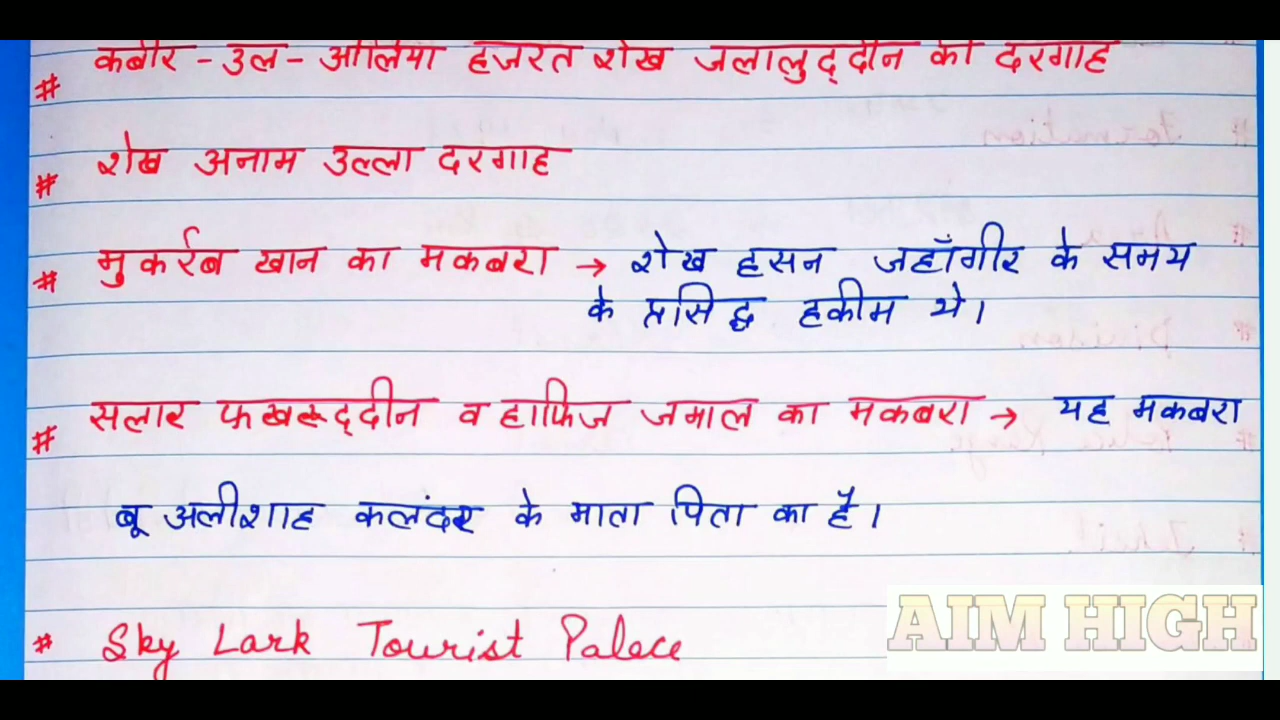 # कबीर - उल - औलिया हजरत शेख जलालुद्दीन की दरगाह
# शेख अनाम उल्ला दरगाह
# मुकर्रब खान का मकबरा → शेख हसन जहाँगीर के समय
के प्रसिद्ध हकीम थे।
# सलार फखरूद्दीन व हाफिज जमाल का मकबरा → यह मकबरा
बू अलीशाह कलंदर के माता पिता का है।
# Sky Lark Tourist Palace
AIM HIGH